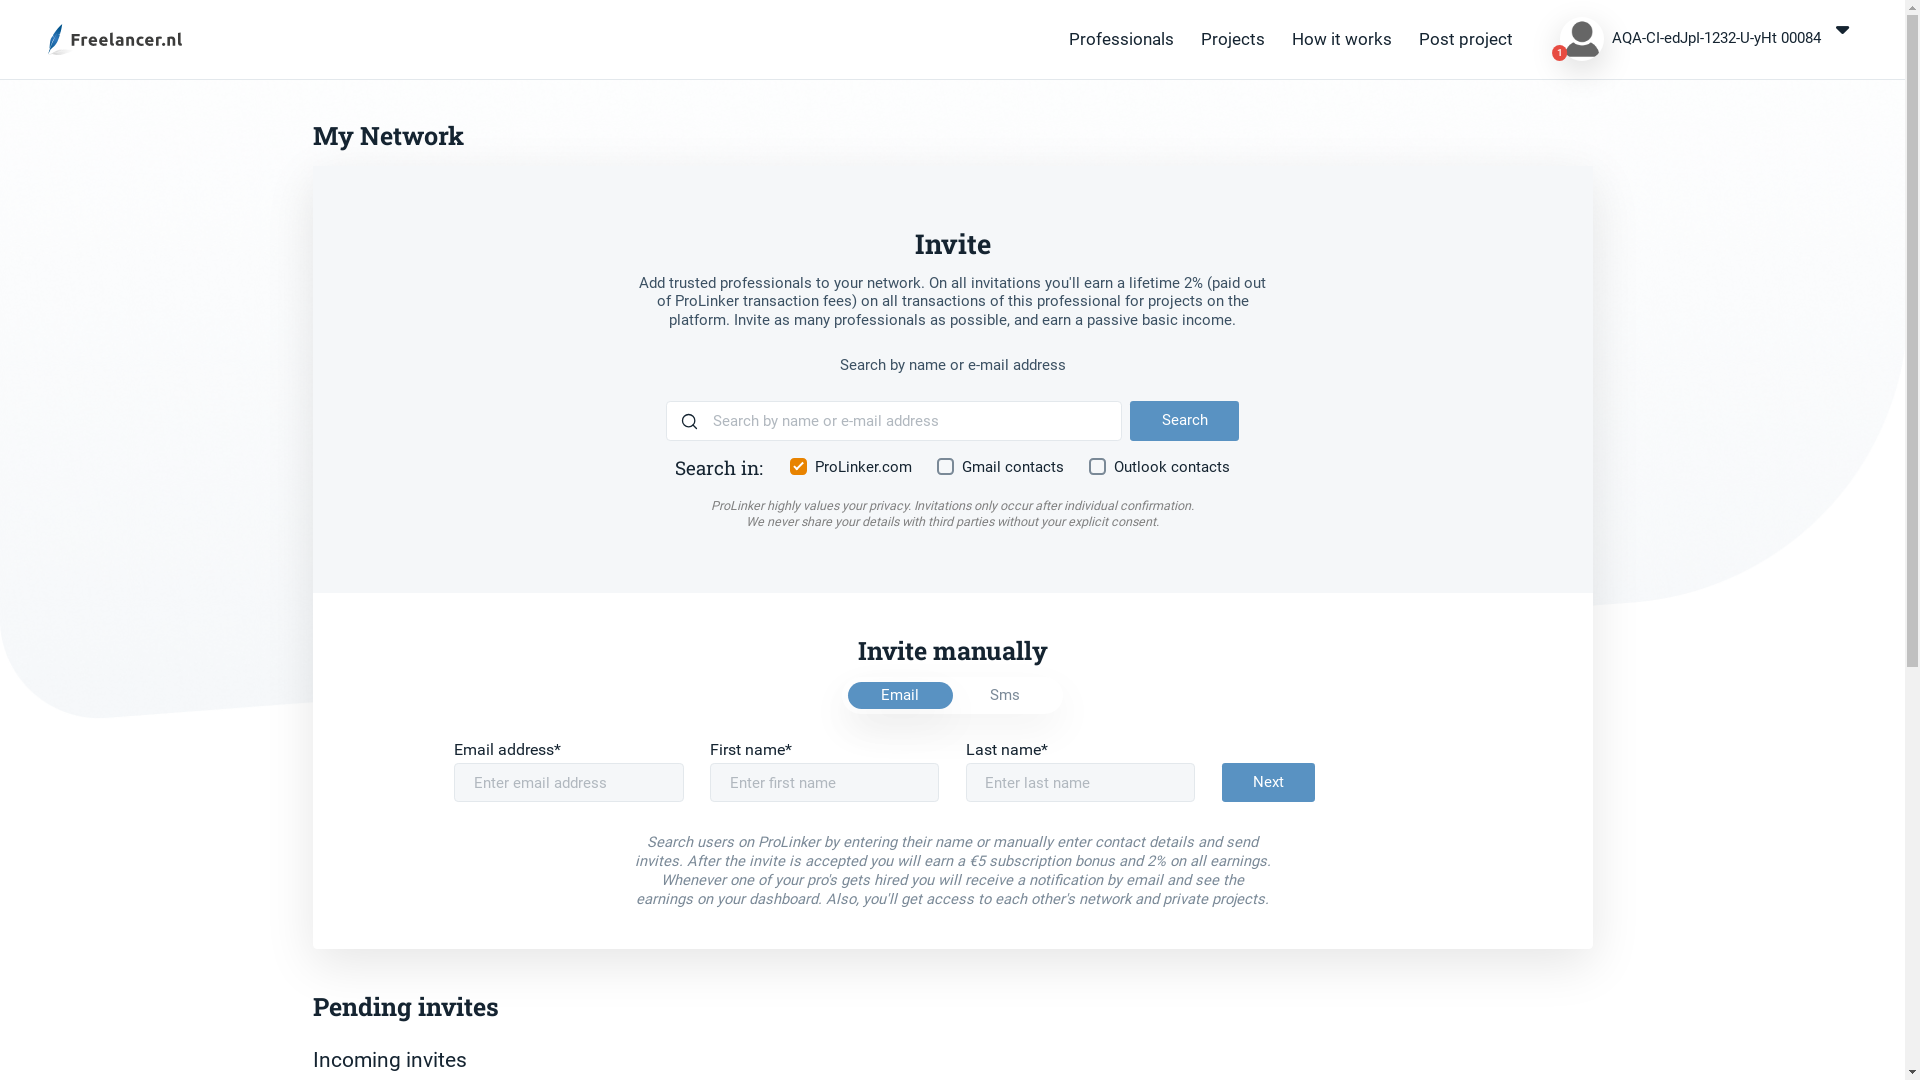 Freelancer.nl
Professionals
Projects
How it works
Post project
1
AQA-CI-edJpI-1232-U-yHt 00084
My Network
Invite
Add trusted professionals to your network. On all invitations you'll earn a lifetime 2% (paid out
of ProLinker transaction fees) on all transactions of this professional for projects on the
platform. Invite as many professionals as possible, and earn a passive basic income.
Search by name or e-mail address
Search by name or e-mail address
Search
Search in:
ProLinker.com
Gmail contacts
Outlook contacts
ProLinker highly values your privacy. Invitations only occur after individual confirmation.
We never share your details with third parties without your explicit consent.
Invite manually
Email
Sms
Email address*
First name*
Last name*
Enter email address
Enter first name
Enter last name
Next
Search users on ProLinker by entering their name or manually enter contact details and send
invites. After the invite is accepted you will earn a €5 subscription bonus and 2% on all earnings.
Whenever one of your pro's gets hired you will receive a notification by email and see the
earnings on your dashboard. Also, you'll get access to each other's network and private projects.
Pending invites
Incoming invites